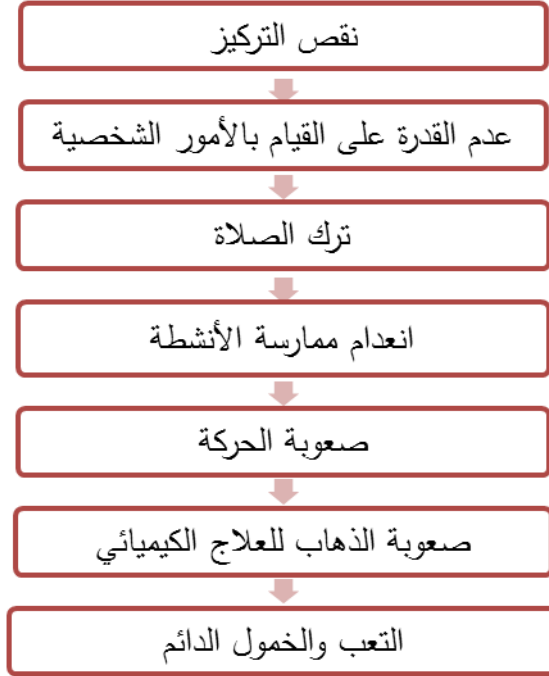 نقص التركيز
عدم القدرة على القيام بالأمور الشخصية
ترك الصلاة
انعدام ممارسة الأنشطة
صعوبة الحركة
صعوبة الذهاب للعلاج الكيميائي
التعب والخمول الدائم